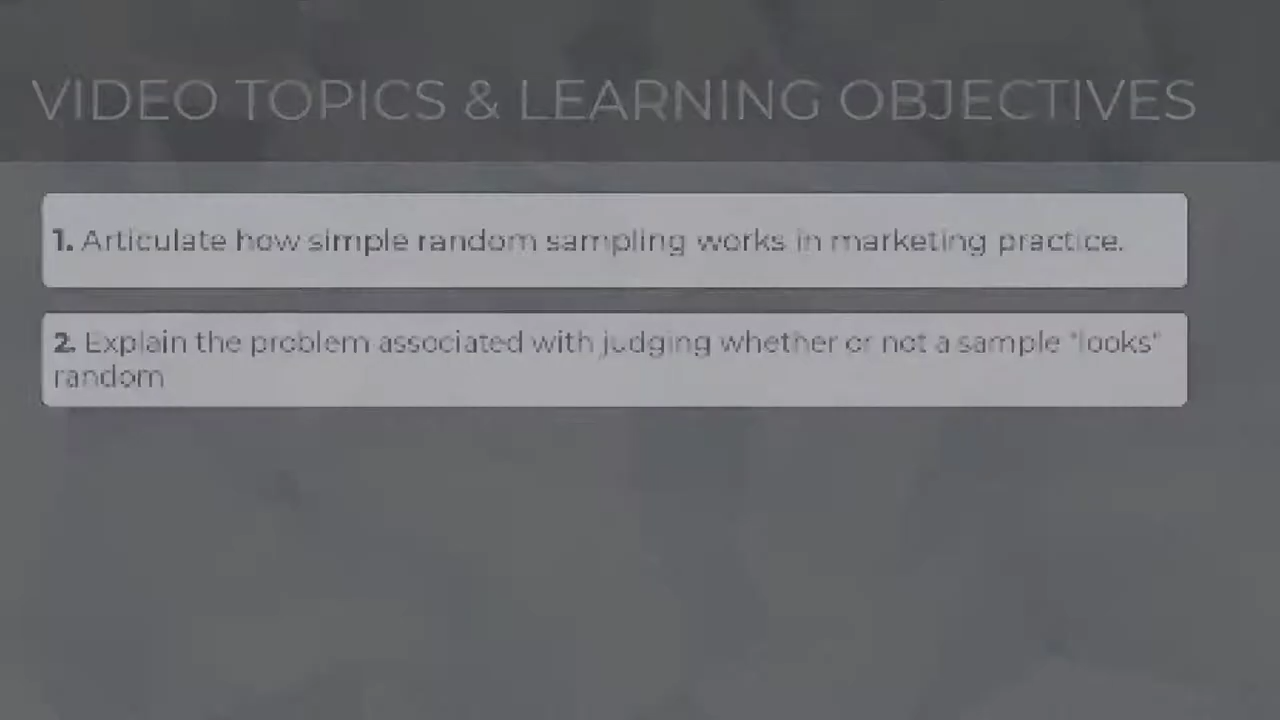 VIDEO TOPICS & LEARNING OBJECTIVES
1. Articulate how simple random sampling works in marketing practice.
2. Explain the problem associated with judging whether or not a sample "looks"
random